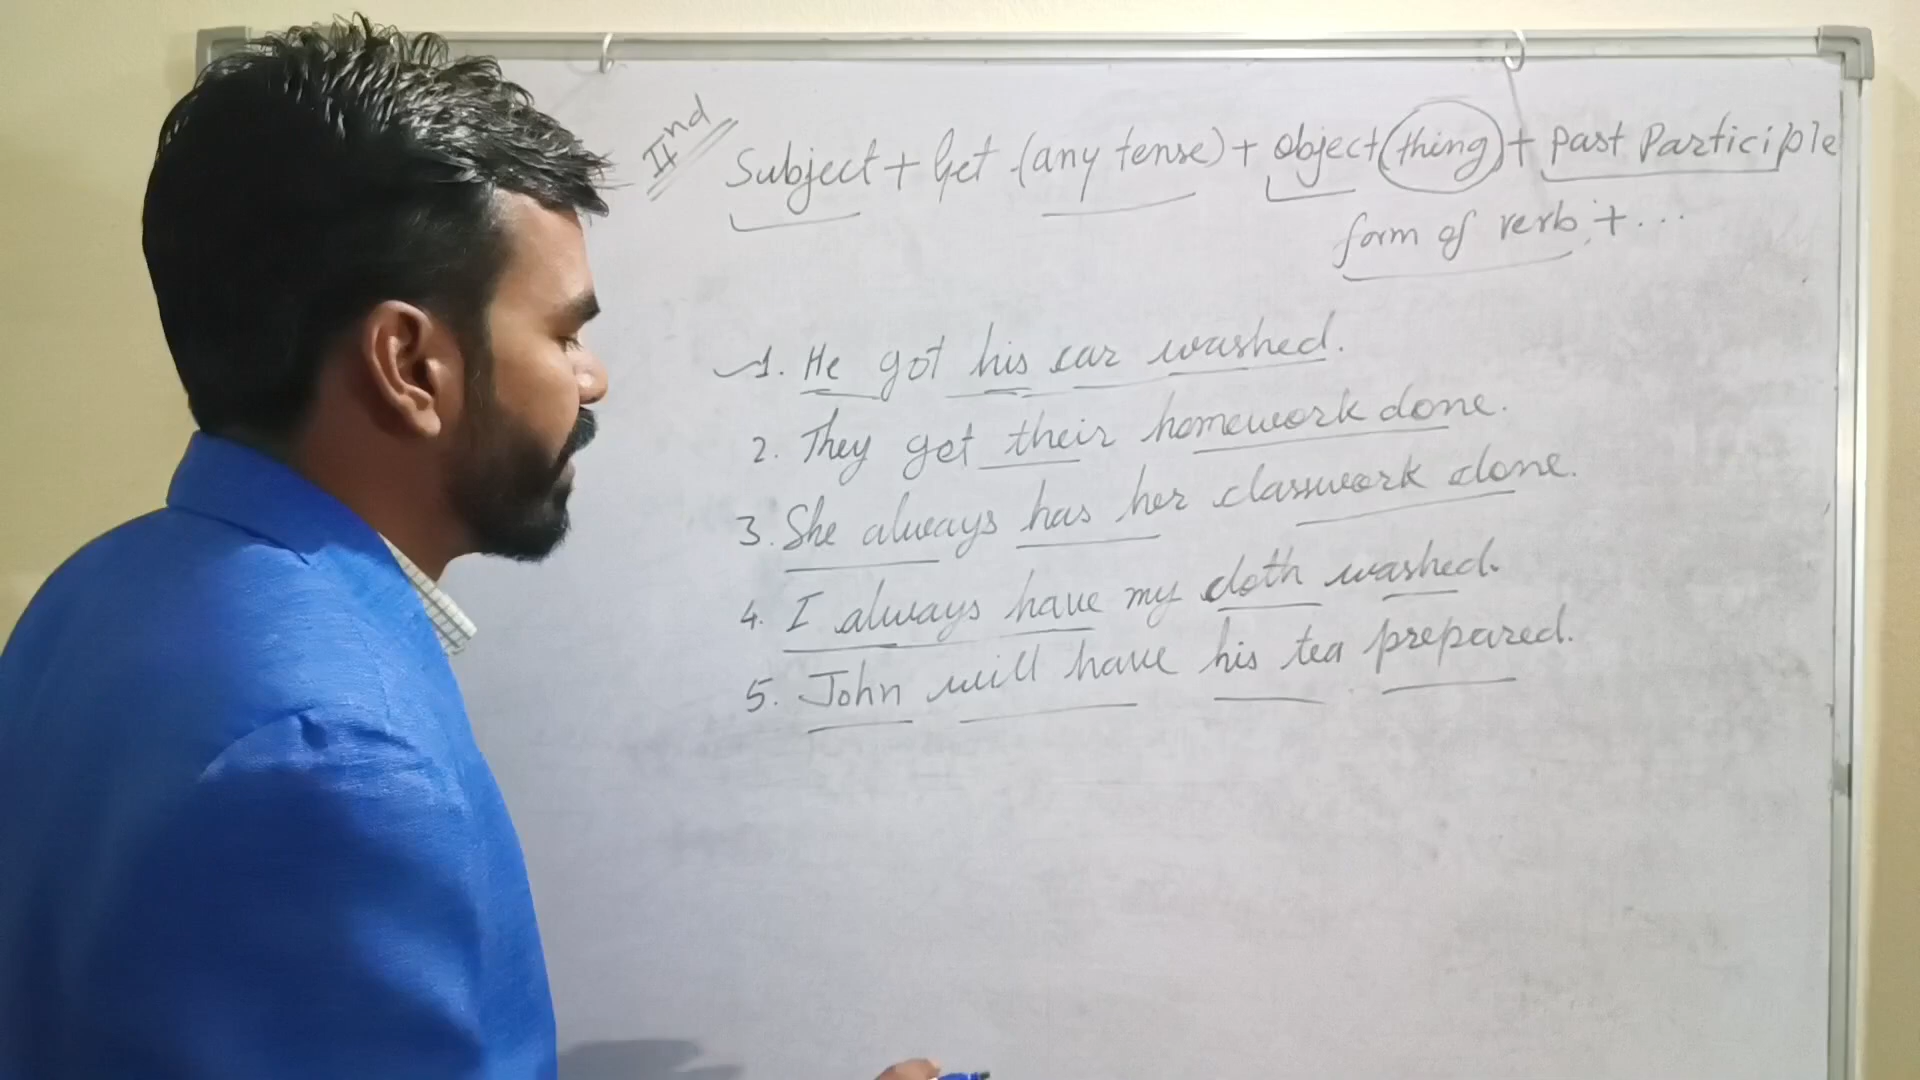 IInd Subject + Get (any tense) + object (thing) + Past Participle
form of verb + ...
1. He got his car washed.
2. They get their homework done.
3. She always has her classwork done.
4. I always have my cloth washed.
5. John will have his tea prepared.